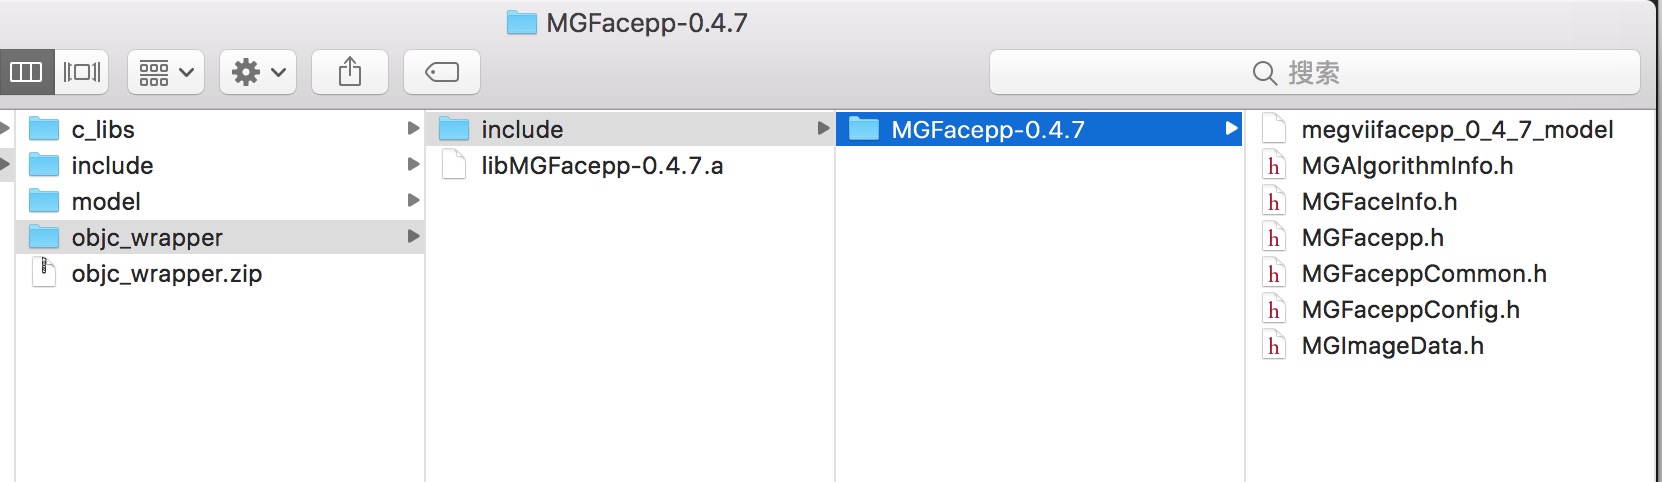 MGFacepp-0.4.7
搜索
c_libs
include
model
objc_wrapper
objc_wrapper.zip
include
libMGFacepp-0.4.7.a
MGFacepp-0.4.7
megviifacepp_0_4_7_model
MGAlgorithmInfo.h
MGFaceInfo.h
MGFacepp.h
MGFaceppCommon.h
MGFaceppConfig.h
MGImageData.h